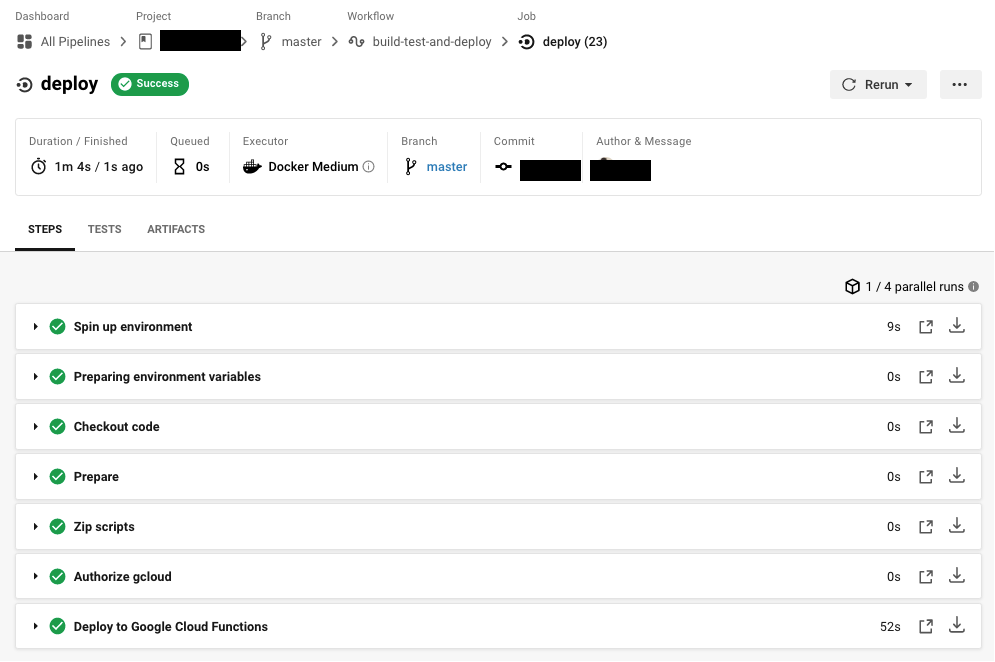 Dashboard Project Branch Workflow Job
All Pipelines master build-test-and-deploy deploy (23)
deploy Success Rerun
Duration / Finished Queued Executor Branch Commit Author & Message
1m 4s / 1s ago 0s Docker Medium master
STEPS TESTS ARTIFACTS
1 / 4 parallel runs
Spin up environment 9s
Preparing environment variables 0s
Checkout code 0s
Prepare 0s
Zip scripts 0s
Authorize gcloud 0s
Deploy to Google Cloud Functions 52s